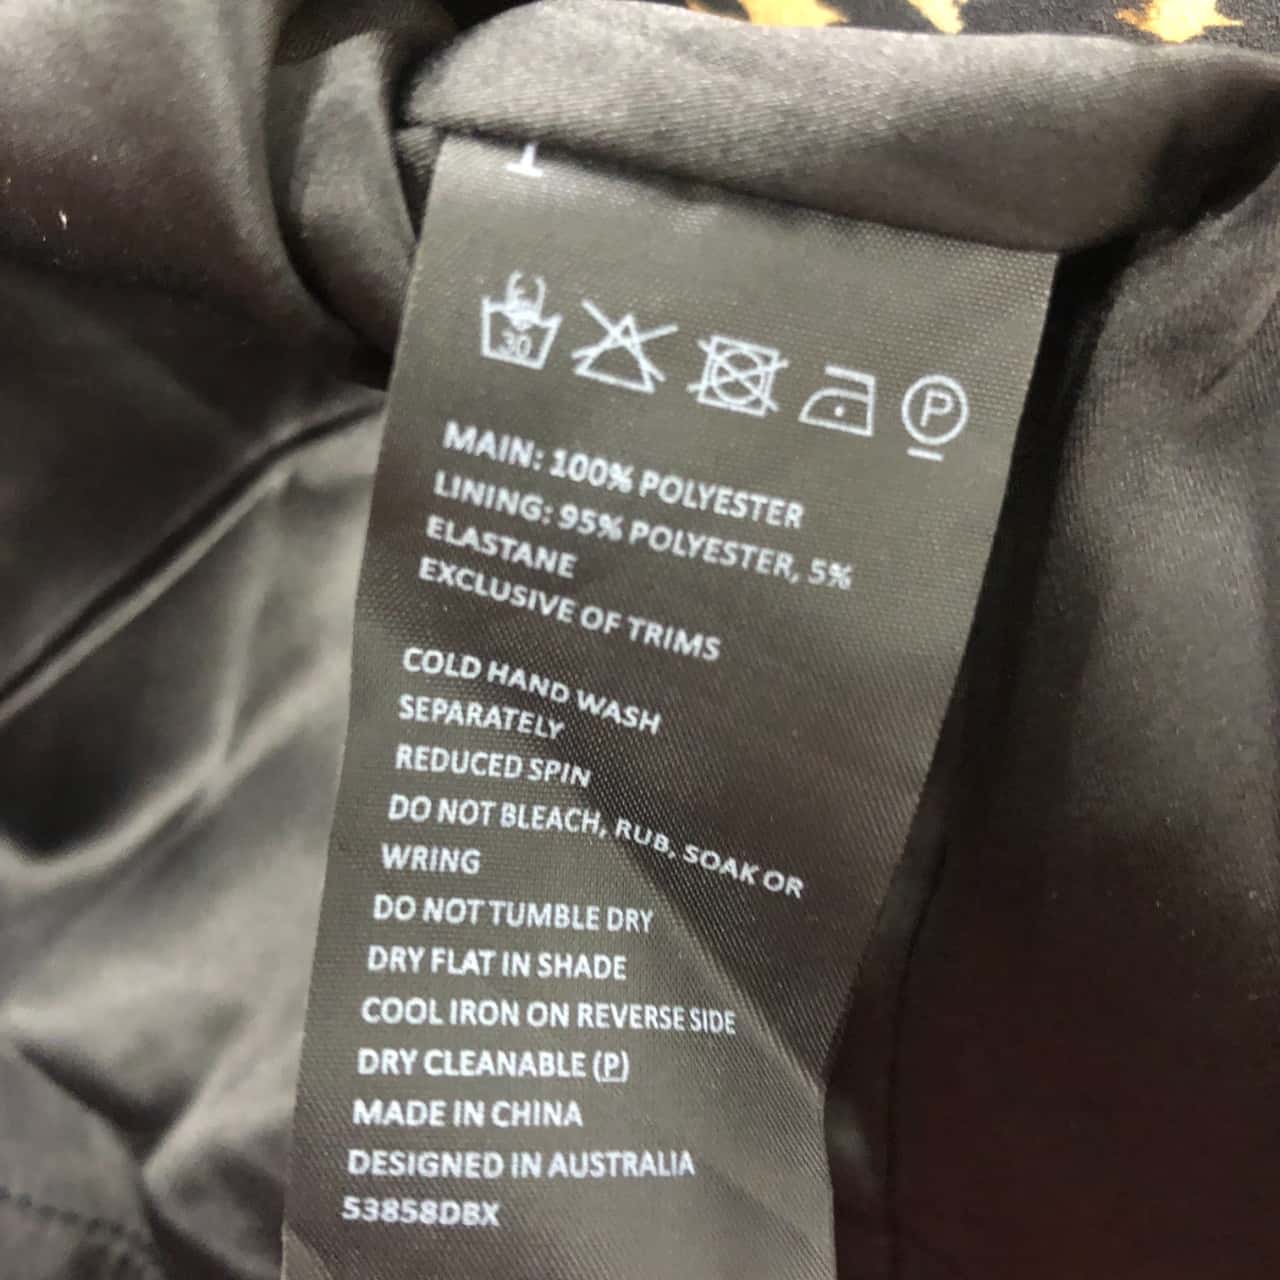 30
P
MAIN: 100% POLYESTER
LINING: 95% POLYESTER, 5%
ELASTANE
EXCLUSIVE OF TRIMS
COLD HAND WASH
SEPARATELY
REDUCED SPIN
DO NOT BLEACH, RUB, SOAK OR
WRING
DO NOT TUMBLE DRY
DRY FLAT IN SHADE
COOL IRON ON REVERSE SIDE
DRY CLEANABLE (P)
MADE IN CHINA
DESIGNED IN AUSTRALIA
53858DBX